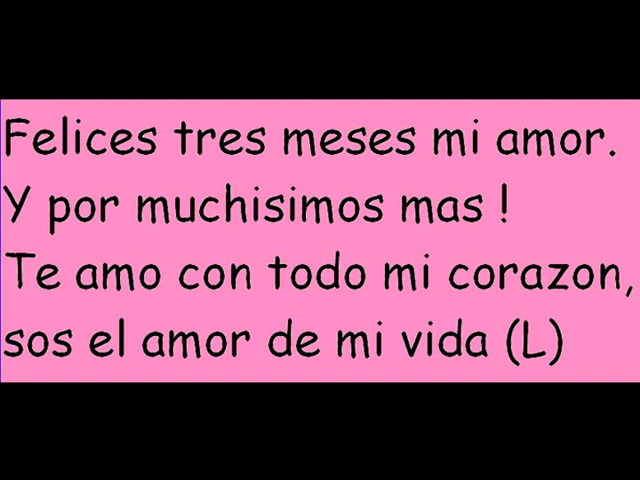 Felices tres meses mi amor.
Y por muchisimos mas !
Te amo con todo mi corazon,
sos el amor de mi vida (L)